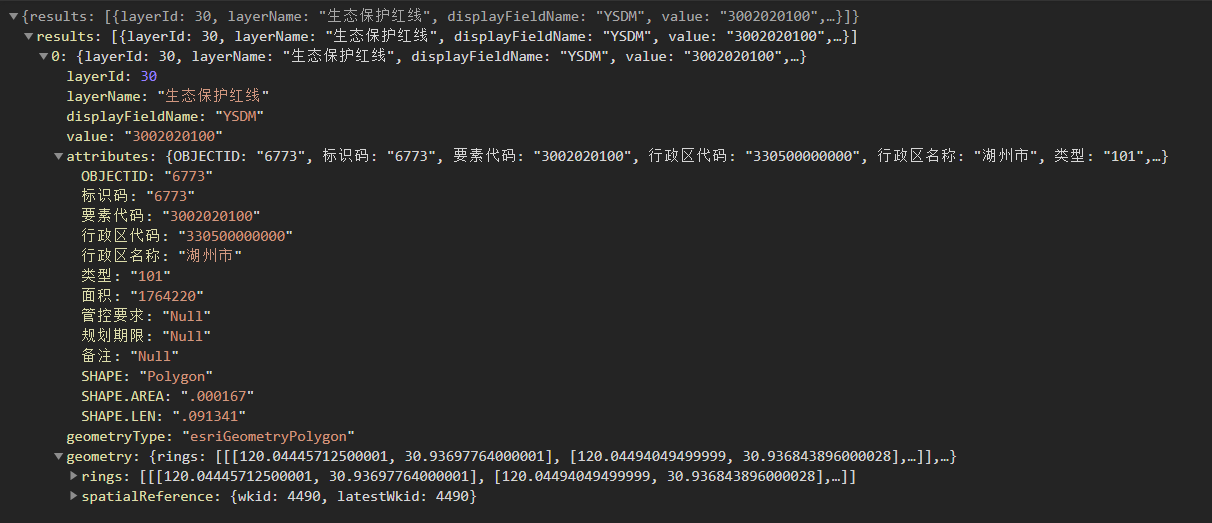 {results: [{layerId: 30, layerName: "生态保护红线", displayFieldName: "YSDM", value: "3002020100",…}]}
results: [{layerId: 30, layerName: "生态保护红线", displayFieldName: "YSDM", value: "3002020100",…}]
0: {layerId: 30, layerName: "生态保护红线", displayFieldName: "YSDM", value: "3002020100",…}
layerId: 30
layerName: "生态保护红线"
displayFieldName: "YSDM"
value: "3002020100"
attributes: {OBJECTID: "6773", 标识码: "6773", 要素代码: "3002020100", 行政区代码: "330500000000", 行政区名称: "湖州市", 类型: "101",…}
OBJECTID: "6773"
标识码: "6773"
要素代码: "3002020100"
行政区代码: "330500000000"
行政区名称: "湖州市"
类型: "101"
面积: "1764220"
管控要求: "Null"
规划期限: "Null"
备注: "Null"
SHAPE: "Polygon"
SHAPE.AREA: ".000167"
SHAPE.LEN: ".091341"
geometryType: "esriGeometryPolygon"
geometry: {rings: [[[120.04445712500001, 30.93697764000001], [120.04494049499999, 30.936843896000028],…]],…}
rings: [[[120.04445712500001, 30.93697764000001], [120.04494049499999, 30.936843896000028],…]]
spatialReference: {wkid: 4490, latestWkid: 4490}